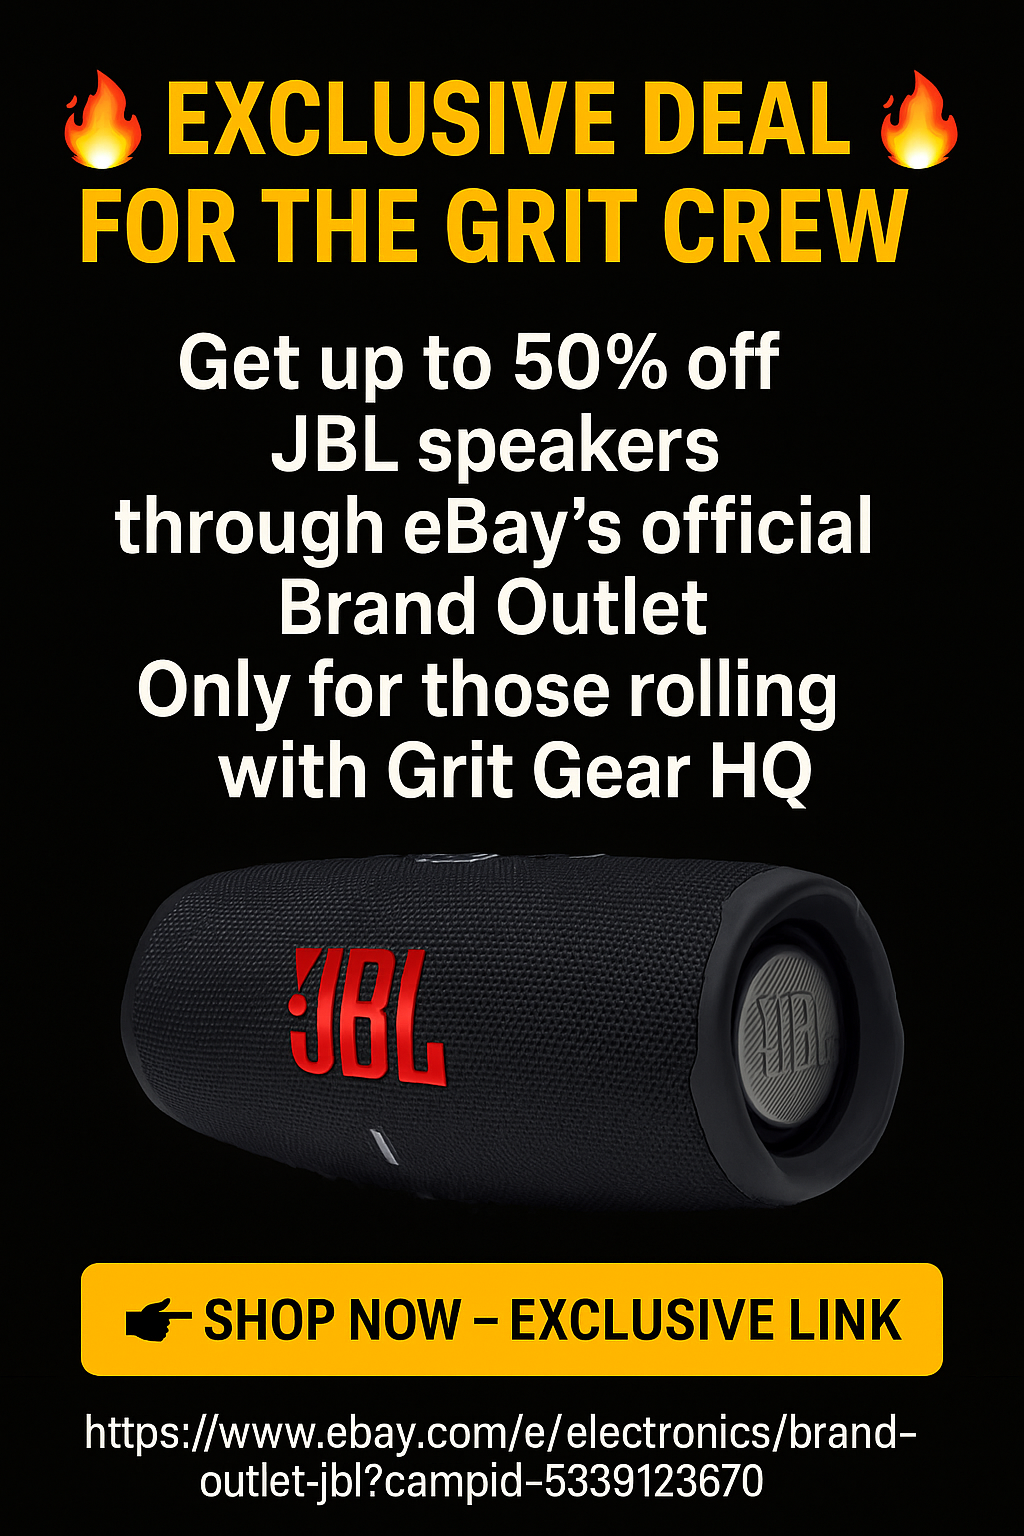 🔥 EXCLUSIVE DEAL 🔥
FOR THE GRIT CREW
Get up to 50% off
JBL speakers
through eBay’s official
Brand Outlet
Only for those rolling
with Grit Gear HQ
JBL
JBL
👉 SHOP NOW – EXCLUSIVE LINK
https://www.ebay.com/e/electronics/brand-
outlet-jbl?campid-5339123670